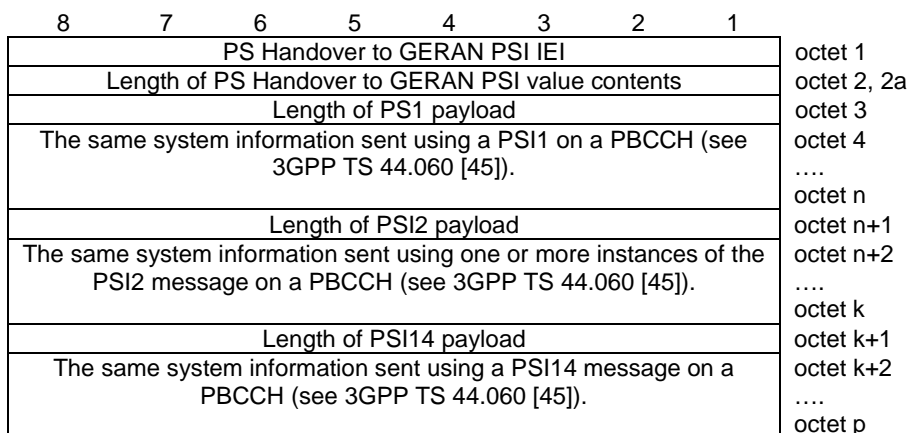 8 7 6 5 4 3 2 1
PS Handover to GERAN PSI IEI octet 1
Length of PS Handover to GERAN PSI value contents octet 2, 2a
Length of PS1 payload octet 3
The same system information sent using a PSI1 on a PBCCH (see octet 4
3GPP TS 44.060 [45]). ….
octet n
Length of PSI2 payload octet n+1
The same system information sent using one or more instances of the octet n+2
PSI2 message on a PBCCH (see 3GPP TS 44.060 [45]). ….
octet k
Length of PSI14 payload octet k+1
The same system information sent using a PSI14 message on a octet k+2
PBCCH (see 3GPP TS 44.060 [45]). ….
octet p